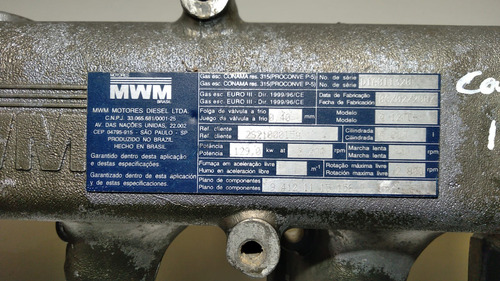 MOTORES
MWM
BRASIL
MWM MOTORES DIESEL LTDA.
C.N.P.J. 33.065.681/0001-25
AV. DAS NAÇÕES UNIDAS, 22.002
CEP 04795-915 - SÃO PAULO - SP
PRODUZIDO NO BRAZIL
HECHO EN BRASIL
Garantido dentro desta aplicação
e destas especificações.
Garantizado dentro de esta aplicación
y de estas especificaciones.
Gas esc. CONAMA res. 315(PROCONVE P-5)
Gas esc. CONAMA res. 315(PROCONVE P-5)
Gas esc. EURO III - Dir. 1999/96/CE
Gas esc. EURO III - Dir. 1999/96/CE
Folga de válvula a frio mm
Juego de válvula a frio mm
Ref. cliente
Ref. cliente
Potência
Potencia kw at rpm
Fumaça em aceleração livre
Humo en aceleración libre m-1
Plano de componentes
Plano de componentes
No. de série
No. de serie
Data de Fabricação
Fecha de Fabricación
Modelo
Modelo
Cilindrada
Cilindrada l
Marcha lenta
Marcha lenta rpm
Rotação máxima livre
Rotación máxima libre rpm